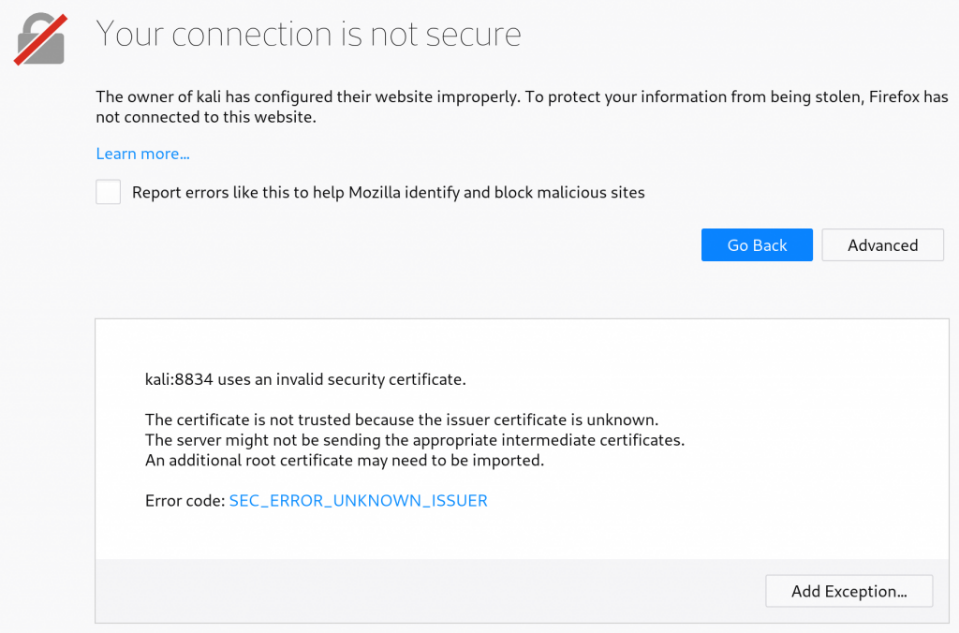 Your connection is not secure
The owner of kali has configured their website improperly. To protect your information from being stolen, Firefox has
not connected to this website.
Learn more...
Report errors like this to help Mozilla identify and block malicious sites
Go Back
Advanced
kali:8834 uses an invalid security certificate.
The certificate is not trusted because the issuer certificate is unknown.
The server might not be sending the appropriate intermediate certificates.
An additional root certificate may need to be imported.
Error code: SEC_ERROR_UNKNOWN_ISSUER
Add Exception...